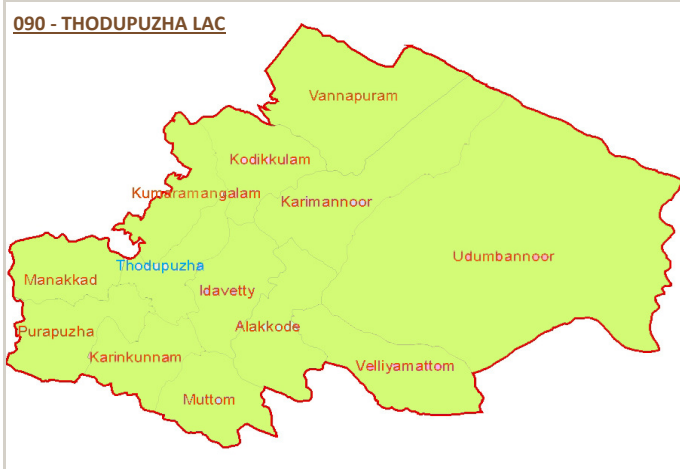 090 - THODUPUZHA LAC
Vannapuram
Kodikkulam
Kumaramangalam
Karimannoor
Udumbannoor
Thodupuzha
Manakkad
Idavetty
Purapuzha
Alakkode
Karinkunnam
Velliyamattom
Muttom